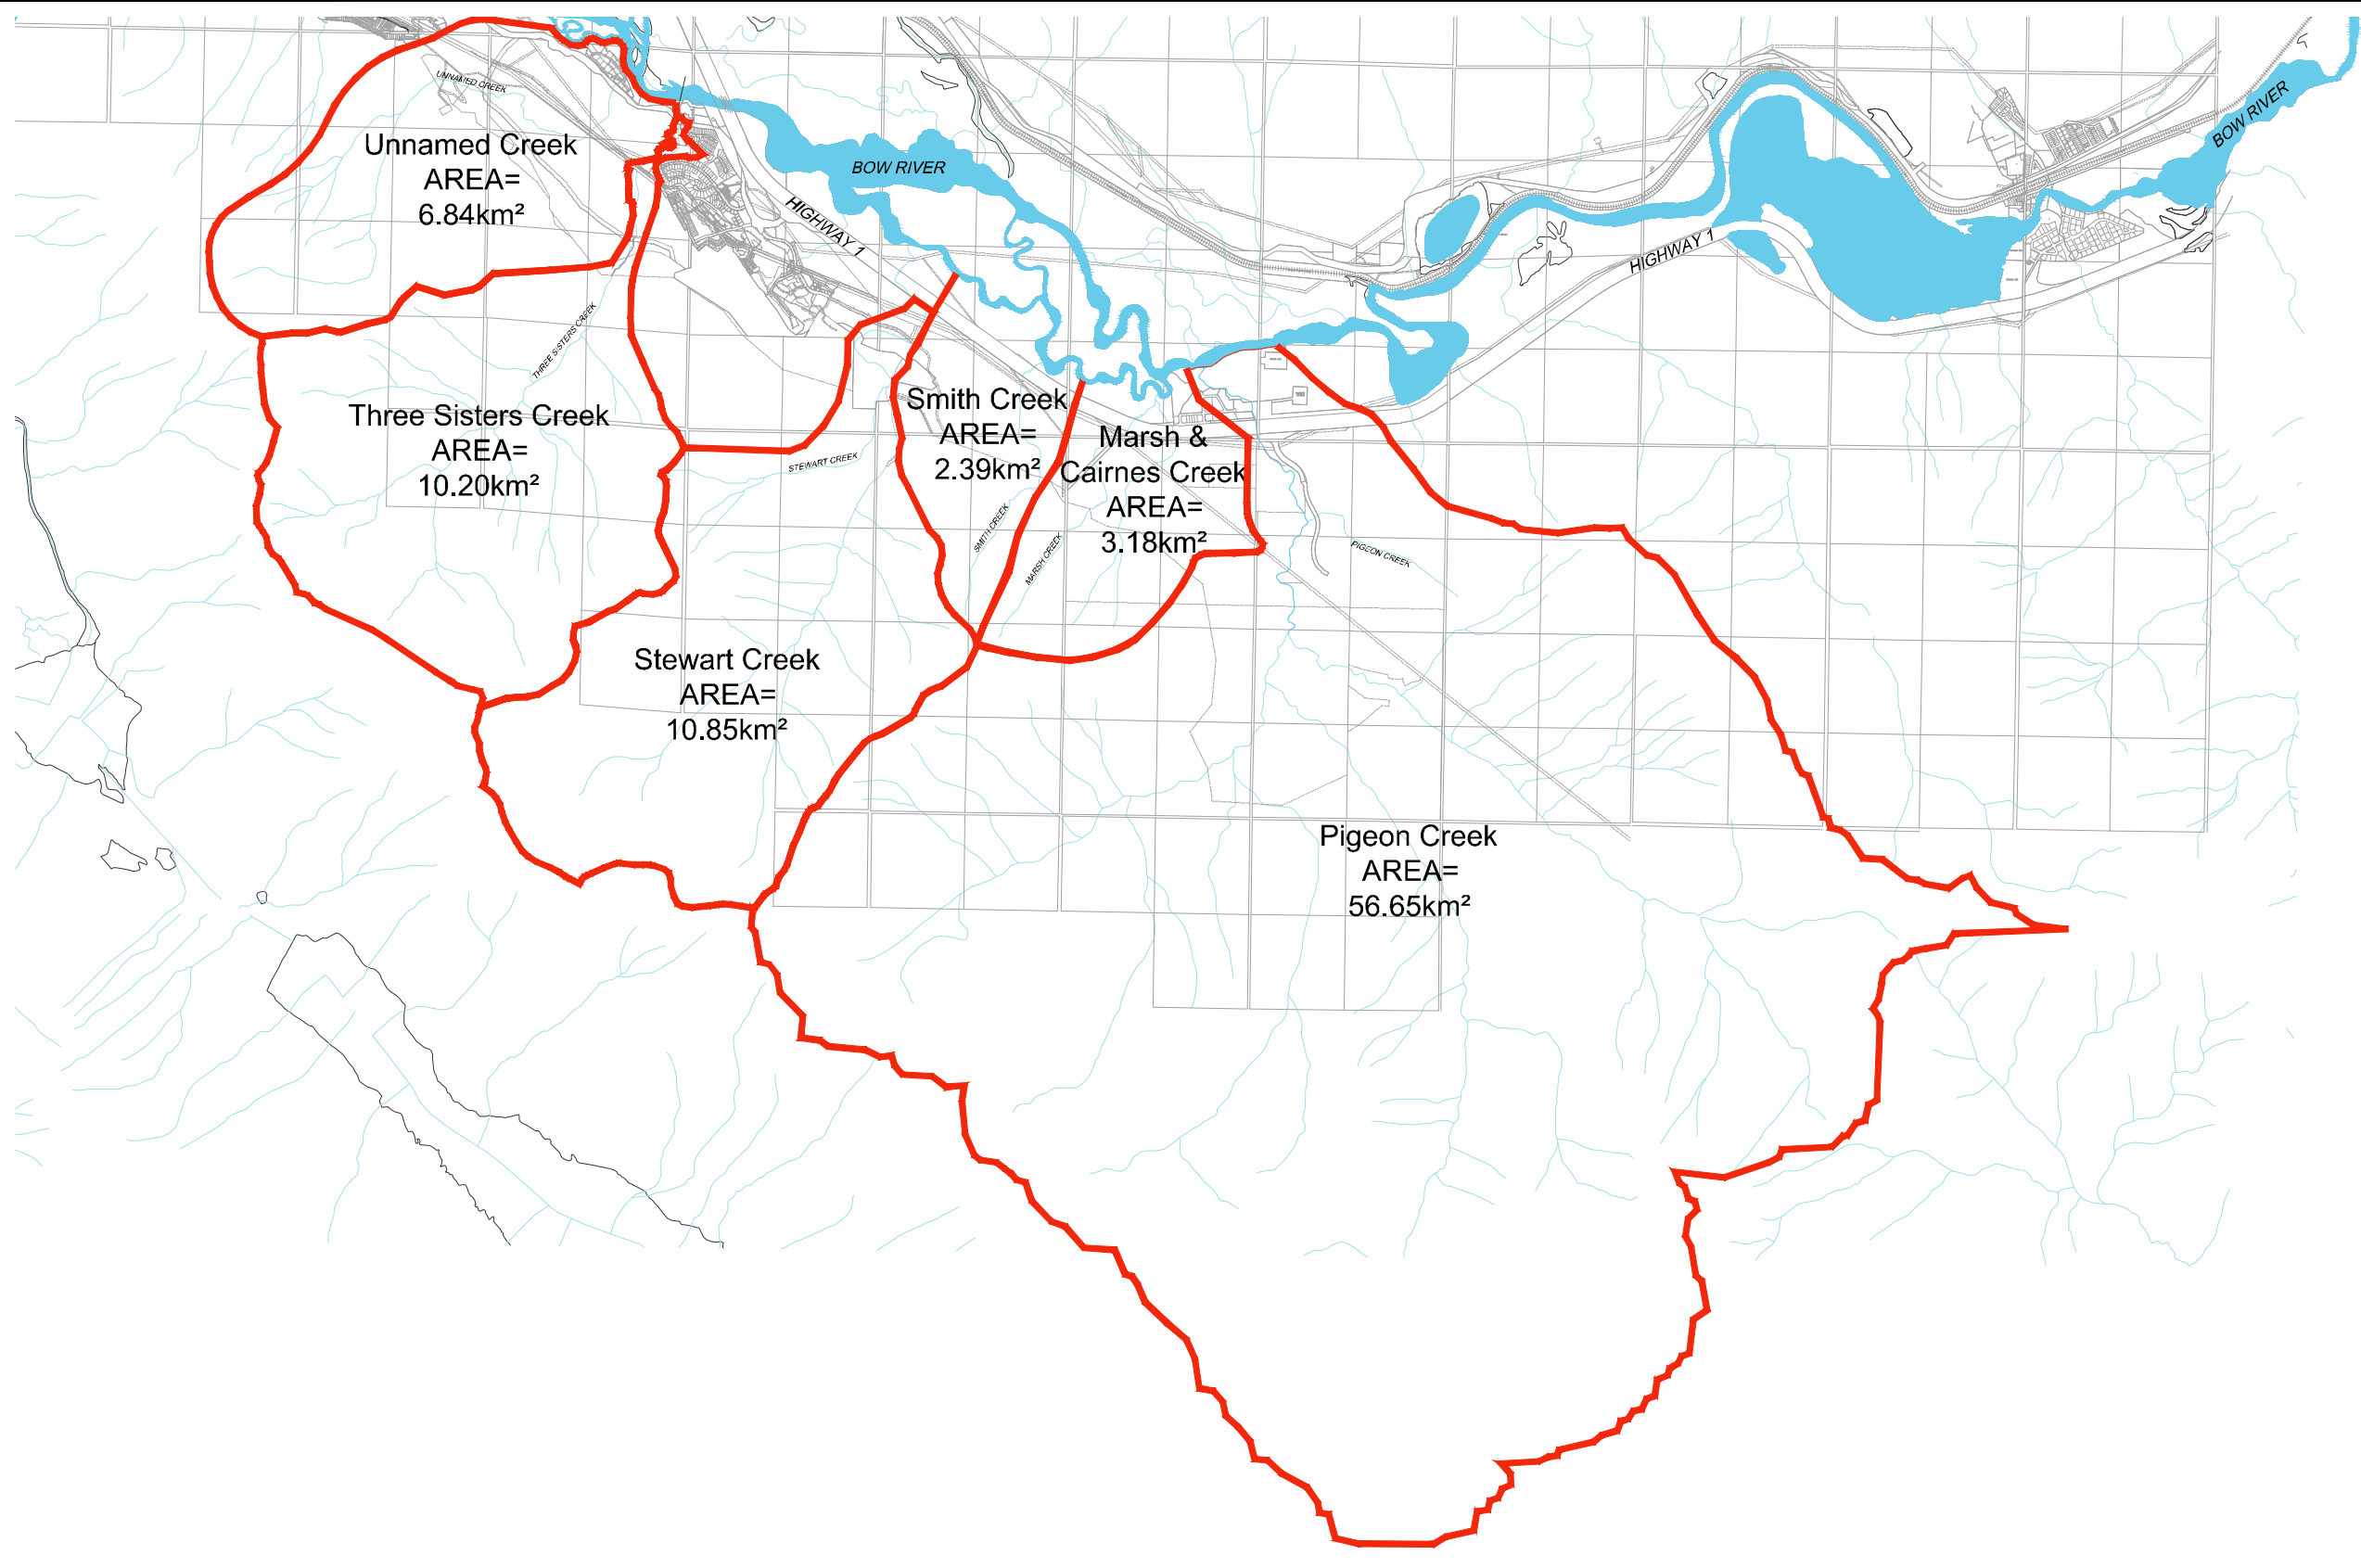 UNNAMED CREEK
Unnamed Creek
AREA=
6.84km²
BOW RIVER
BOW RIVER
HIGHWAY 1
HIGHWAY 1
THREE SISTERS CREEK
Three Sisters Creek
AREA=
10.20km²
Smith Creek
AREA=
2.39km²
Marsh &
Cairnes Creek
AREA=
3.18km²
STEWART CREEK
SMITH CREEK
MARSH CREEK
PIGEON CREEK
Stewart Creek
AREA=
10.85km²
Pigeon Creek
AREA=
56.65km²